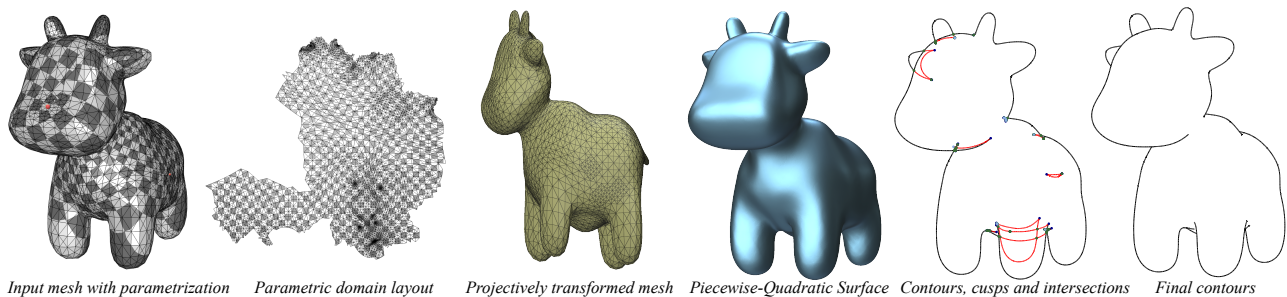 Input mesh with parametrization
Parametric domain layout
Projectively transformed mesh
Piecewise-Quadratic Surface
Contours, cusps and intersections
Final contours